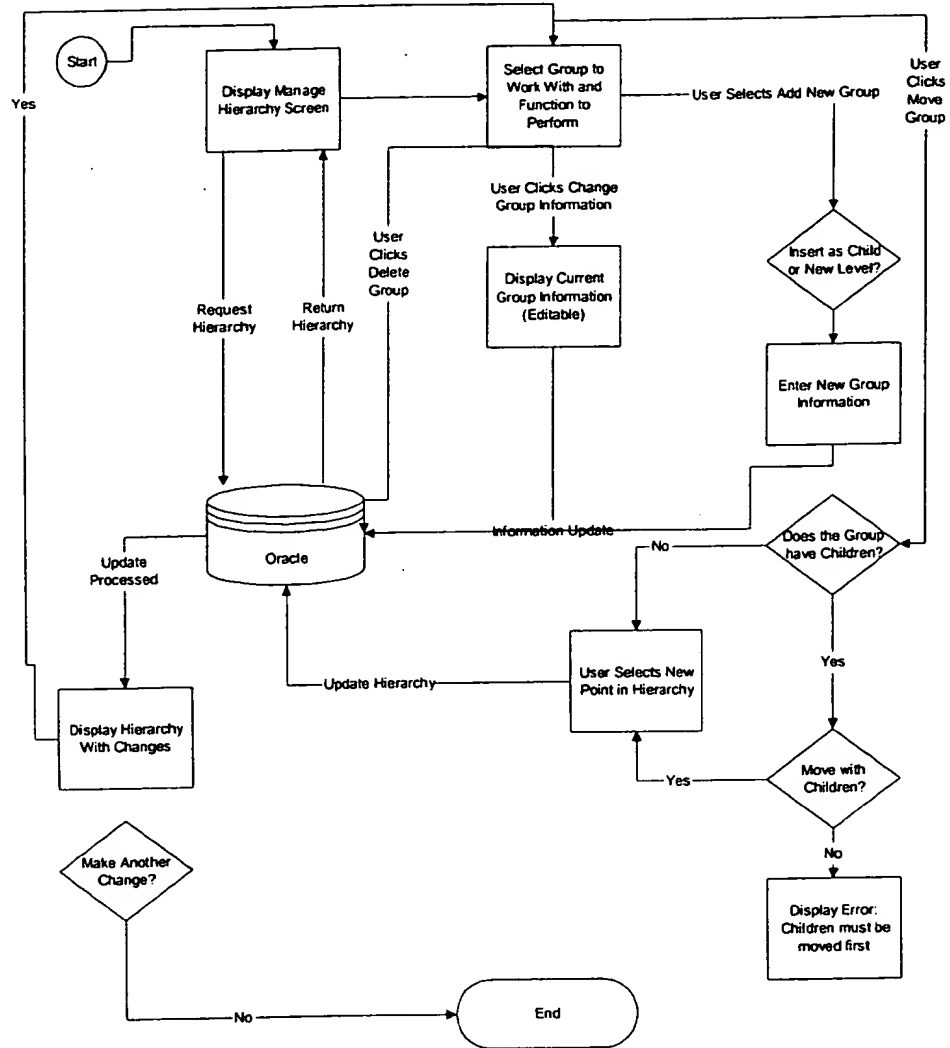 Start
Yes
Display Manage
Hierarchy Screen
Select Group to
Work With and
Function to
Perform
User Selects Add New Group
User
Clicks
Move
Group
User Clicks Change
Group Information
User
Clicks
Delete
Group
Insert as Child
or New Level?
Display Current
Group Information
(Editable)
Request
Hierarchy
Return
Hierarchy
Enter New Group
Information
Information Update
Oracle
Does the Group
have Children?
No
Update
Processed
Yes
User Selects New
Point in Hierarchy
Update Hierarchy
Display Hierarchy
With Changes
Move with
Children?
Yes
No
Make Another
Change?
Display Error:
Children must be
moved first
No
End